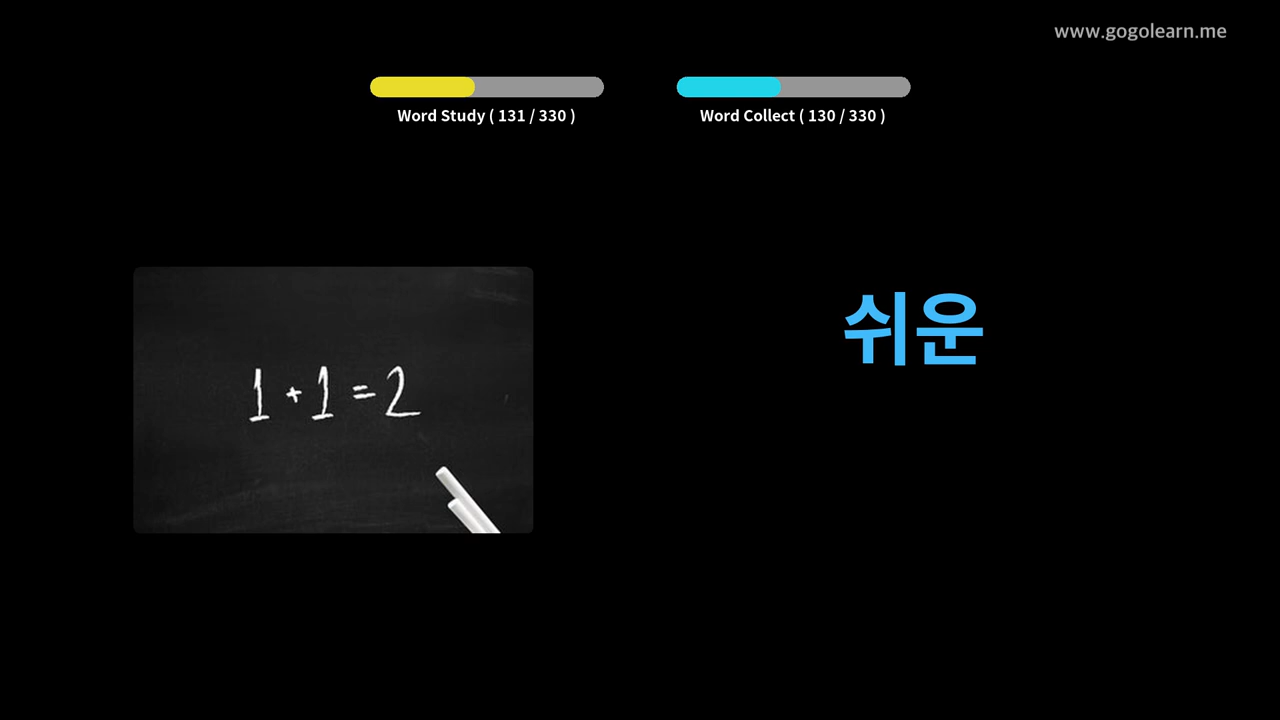 www.gogolearn.me
Word Study ( 131 / 330 )
Word Collect ( 130 / 330 )
쉬운
1 + 1 = 2